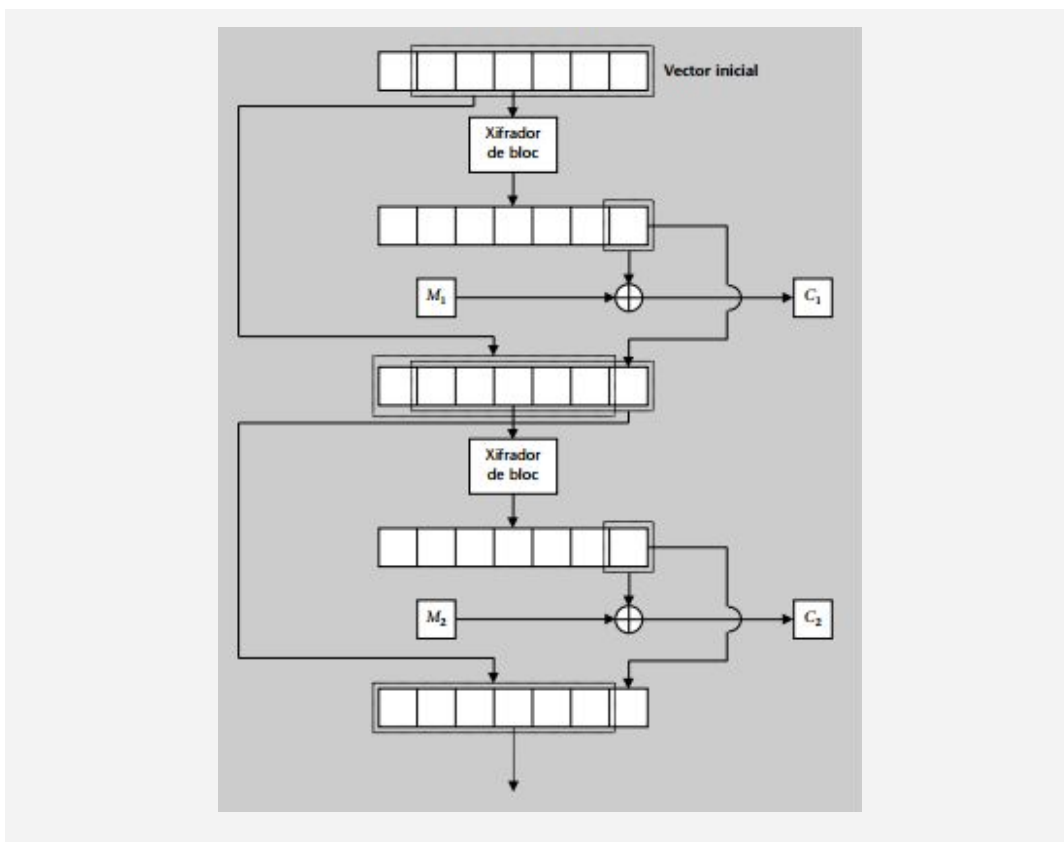 Vector inicial
Xifrador
de bloc
M₁
C₁
Xifrador
de bloc
M₂
C₂